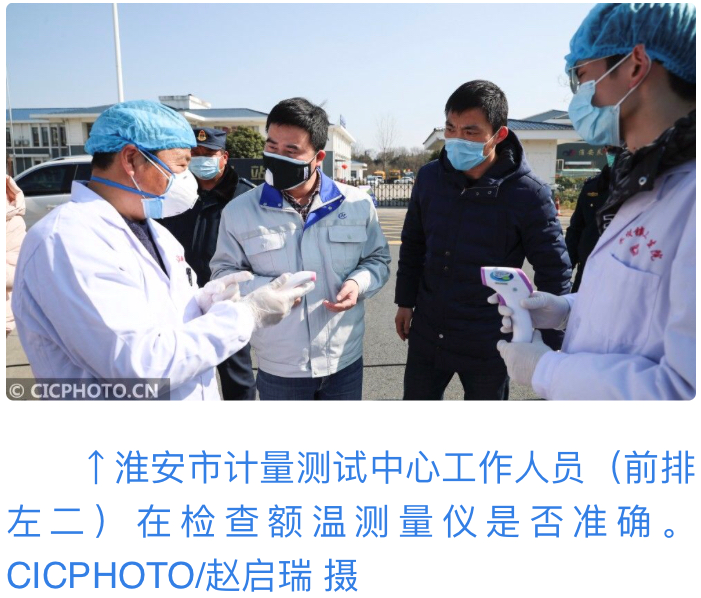 © CICPHOTO.CN
↑淮安市计量测试中心工作人员（前排
左二）在检查额温测量仪是否准确。
CICPHOTO/赵启瑞 摄